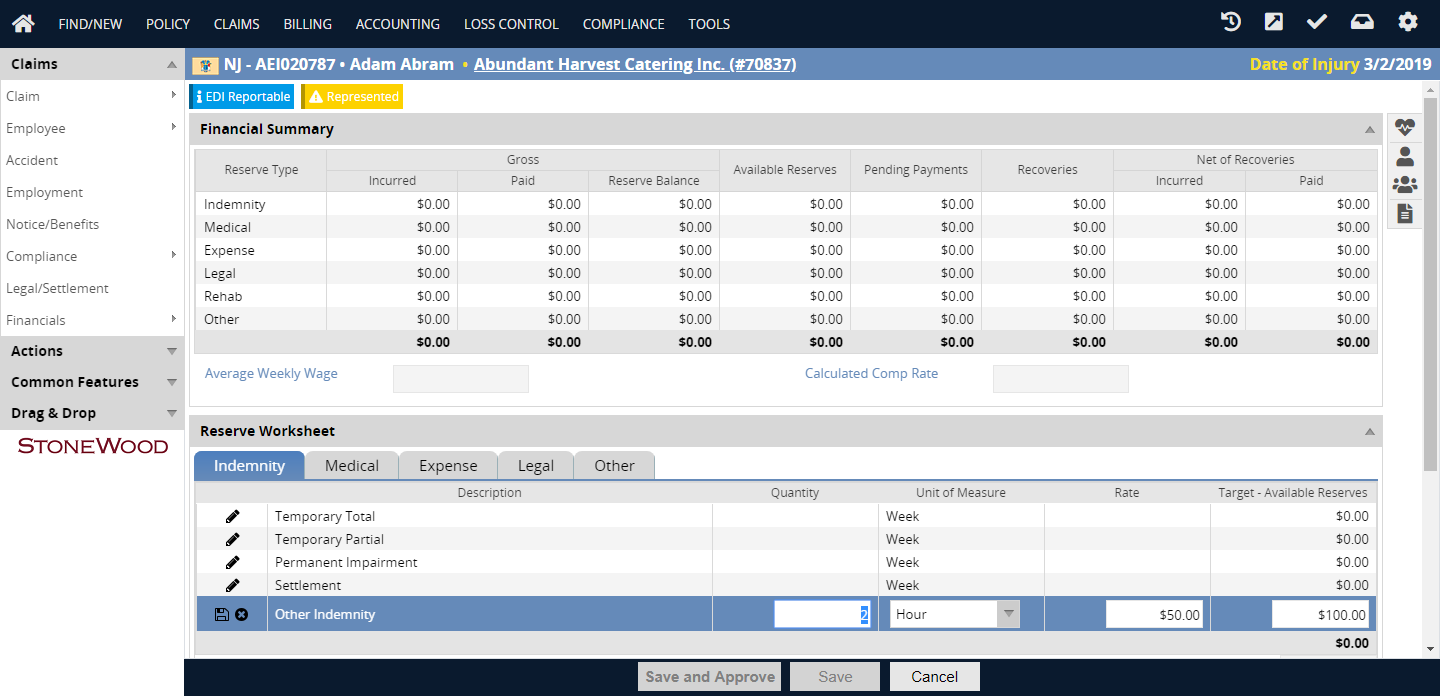 FIND/NEW POLICY CLAIMS BILLING ACCOUNTING LOSS CONTROL COMPLIANCE TOOLS
Claims
Claim
Employee
Accident
Employment
Notice/Benefits
Compliance
Legal/Settlement
Financials
Actions
Common Features
Drag & Drop
STONEWOOD
NJ - AEI020787 • Adam Abram • Abundant Harvest Catering Inc. (#70837) Date of Injury 3/2/2019
EDI Reportable Represented
Financial Summary
Reserve Type Gross Available Reserves Pending Payments Recoveries Net of Recoveries
Incurred Paid Reserve Balance Incurred Paid
Indemnity $0.00 $0.00 $0.00 $0.00 $0.00 $0.00 $0.00 $0.00
Medical $0.00 $0.00 $0.00 $0.00 $0.00 $0.00 $0.00 $0.00
Expense $0.00 $0.00 $0.00 $0.00 $0.00 $0.00 $0.00 $0.00
Legal $0.00 $0.00 $0.00 $0.00 $0.00 $0.00 $0.00 $0.00
Rehab $0.00 $0.00 $0.00 $0.00 $0.00 $0.00 $0.00 $0.00
Other $0.00 $0.00 $0.00 $0.00 $0.00 $0.00 $0.00 $0.00
$0.00 $0.00 $0.00 $0.00 $0.00 $0.00 $0.00 $0.00
Average Weekly Wage Calculated Comp Rate
Reserve Worksheet
Indemnity Medical Expense Legal Other
Description Quantity Unit of Measure Rate Target - Available Reserves
Temporary Total Week $0.00
Temporary Partial Week $0.00
Permanent Impairment Week $0.00
Settlement Week $0.00
Other Indemnity 2 Hour $50.00 $100.00
$0.00
Save and Approve Save Cancel